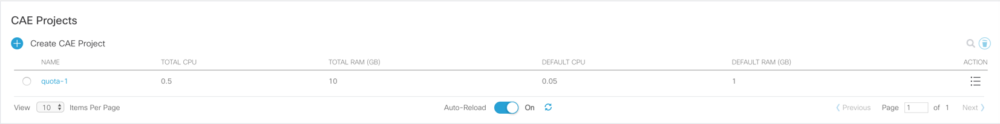 CAE Projects
Create CAE Project
NAME TOTAL CPU TOTAL RAM (GB) DEFAULT CPU DEFAULT RAM (GB) ACTION
quota-1 0.5 10 0.05 1
View 10 Items Per Page Auto-Reload On Previous Page 1 of 1 Next